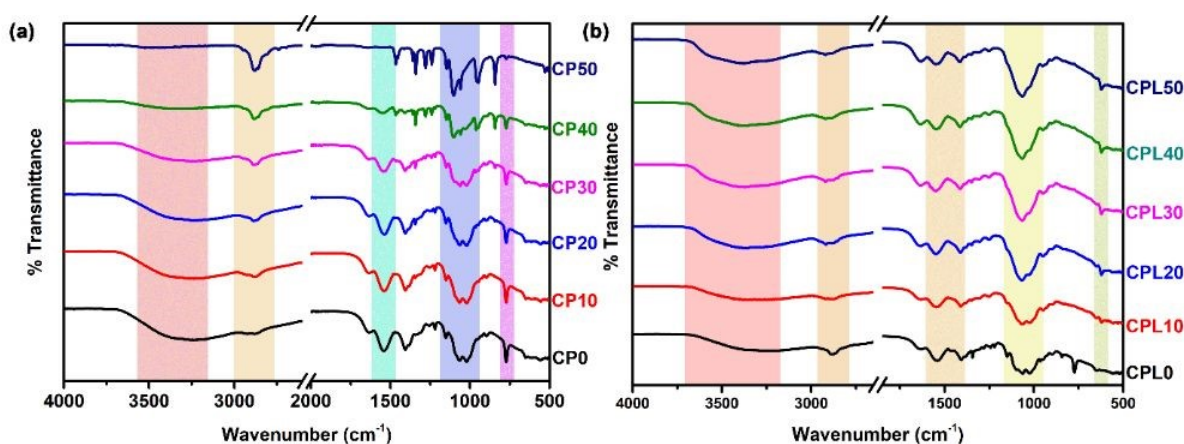 (a)
CP50
CP40
CP30
CP20
CP10
CP0
% Transmittance
4000 3500 3000 2500 2000 1500 1000 500
Wavenumber (cm⁻¹)
(b)
CPL50
CPL40
CPL30
CPL20
CPL10
CPL0
% Transmittance
4000 3500 3000 1500 1000 500
Wavenumber (cm⁻¹)